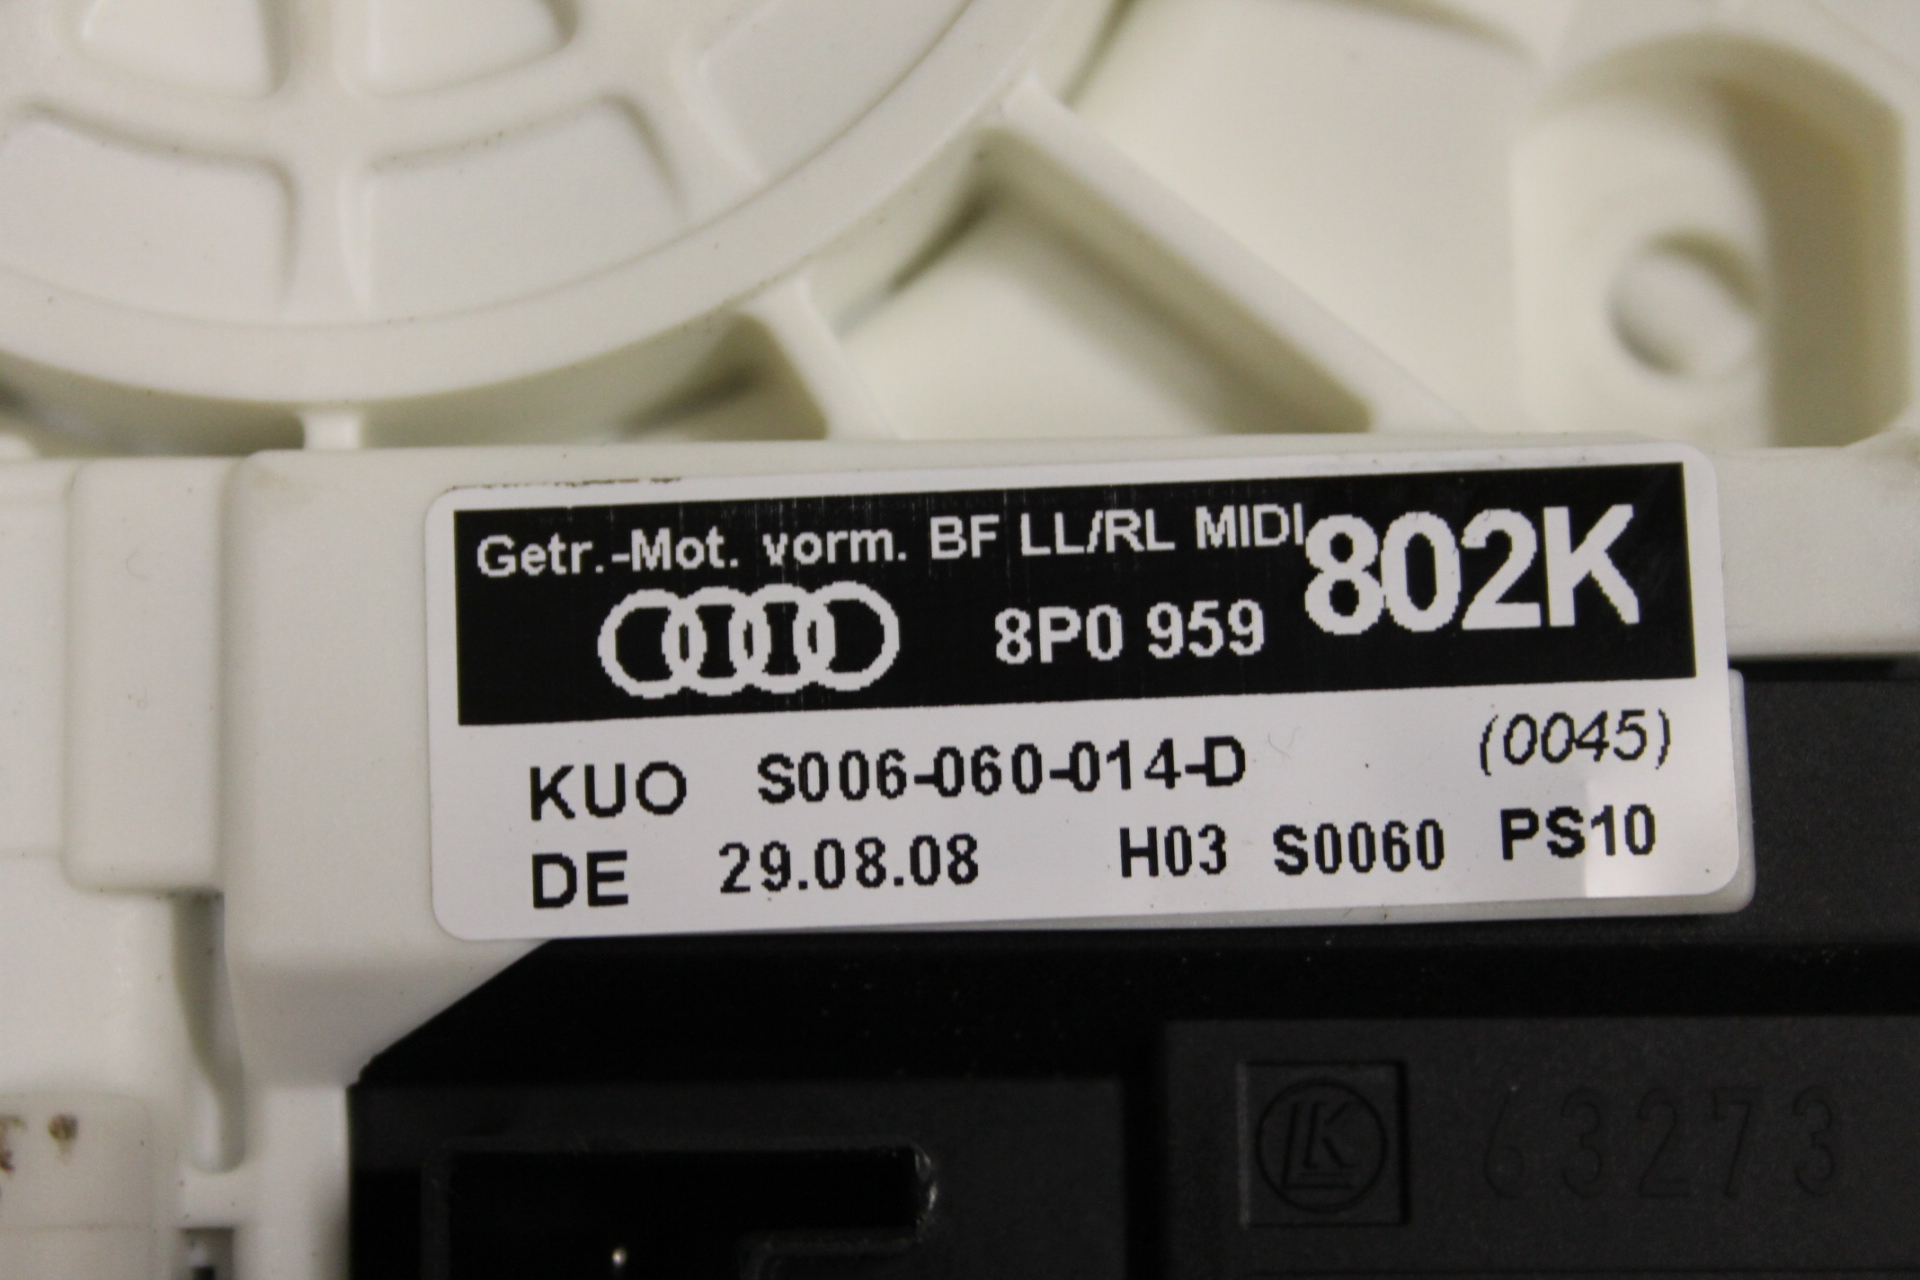 Getr.-Mot. vorm. BF LL/RL MIDI 802K
8P0 959
KUO S006-060-014-D (0045)
DE 29.08.08 H03 S0060 PS10
LK 63273